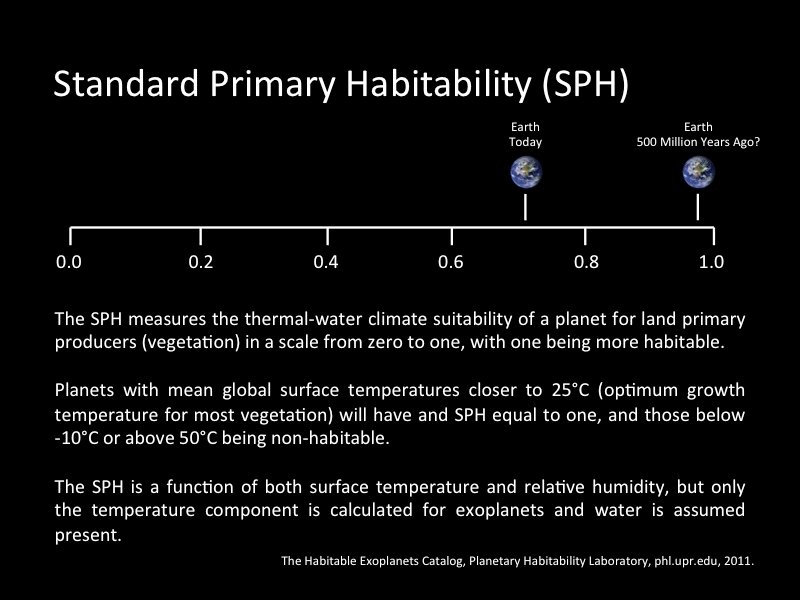 Standard Primary Habitability (SPH)
Earth
Today
Earth
500 Million Years Ago?
0.0
0.2
0.4
0.6
0.8
1.0
The SPH measures the thermal-water climate suitability of a planet for land primary
producers (vegetation) in a scale from zero to one, with one being more habitable.
Planets with mean global surface temperatures closer to 25°C (optimum growth
temperature for most vegetation) will have and SPH equal to one, and those below
-10°C or above 50°C being non-habitable.
The SPH is a function of both surface temperature and relative humidity, but only
the temperature component is calculated for exoplanets and water is assumed
present.
The Habitable Exoplanets Catalog, Planetary Habitability Laboratory, phl.upr.edu, 2011.